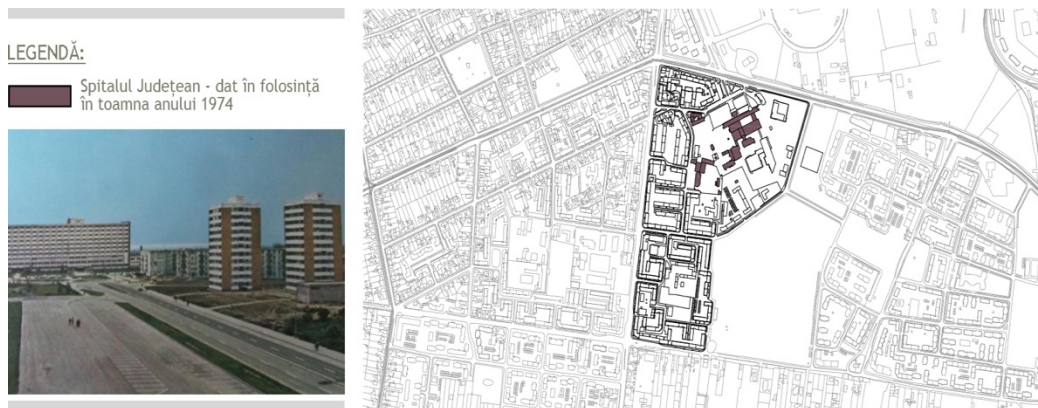 LEGENDĂ:
Spitalul Județean - dat în folosință
în toamna anului 1974